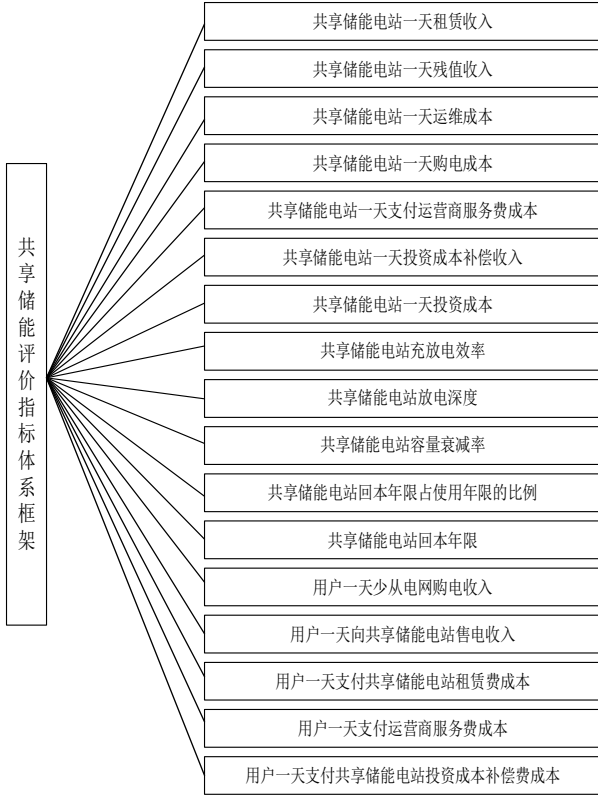 共享储能评价指标体系框架
共享储能电站一天租赁收入
共享储能电站一天残值收入
共享储能电站一天运维成本
共享储能电站一天购电成本
共享储能电站一天支付运营商服务费成本
共享储能电站一天投资成本补偿收入
共享储能电站一天投资成本
共享储能电站充放电效率
共享储能电站放电深度
共享储能电站容量衰减率
共享储能电站回本年限占使用年限的比例
共享储能电站回本年限
用户一天少从电网购电收入
用户一天向共享储能电站售电收入
用户一天支付共享储能电站租赁费成本
用户一天支付运营商服务费成本
用户一天支付共享储能电站投资成本补偿费成本